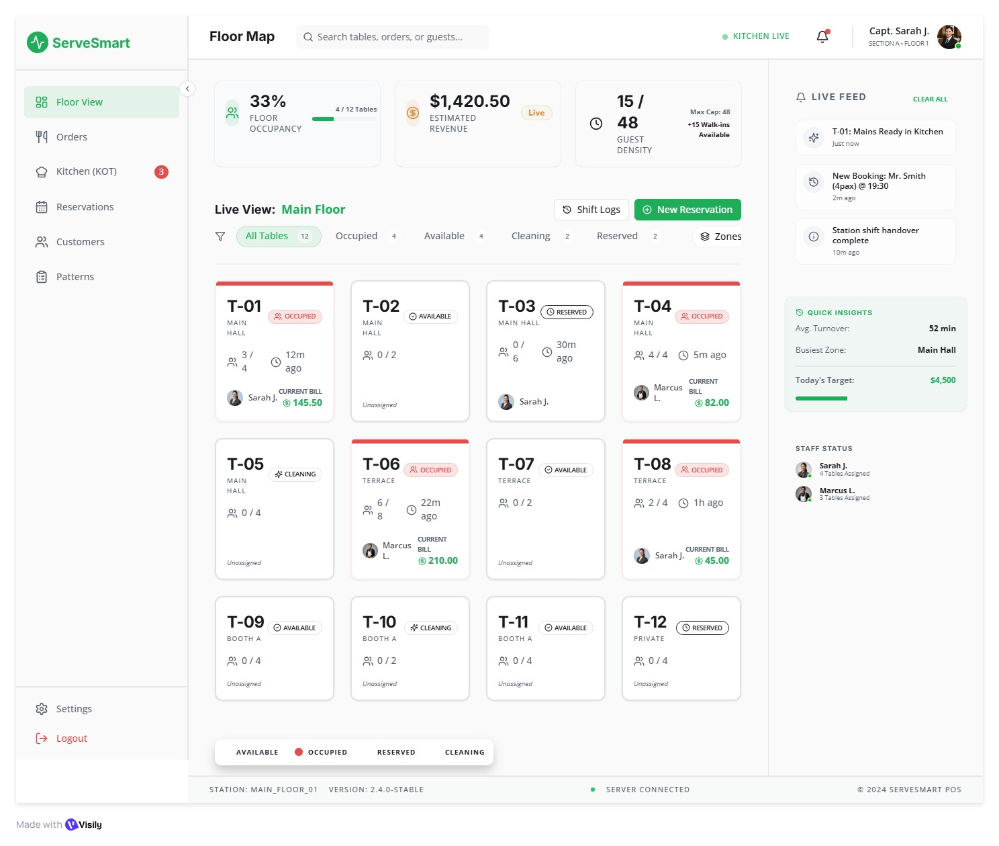 ServeSmart
Floor Map
Search tables, orders, or guests...
KITCHEN LIVE
Capt. Sarah J.
SECTION A • FLOOR 1
Floor View
Orders
Kitchen (KOT)
3
Reservations
Customers
Patterns
Settings
Logout
33%
FLOOR
OCCUPANCY
4 / 12 Tables
$1,420.50
ESTIMATED
REVENUE
Live
15 /
48
GUEST
DENSITY
Max Cap: 48
+15 Walk-ins
Available
Live View: Main Floor
Shift Logs
New Reservation
All Tables 12
Occupied 4
Available 4
Cleaning 2
Reserved 2
Zones
T-01
MAIN
HALL
OCCUPIED
3 /
4
12m
ago
Sarah J.
CURRENT BILL
145.50
T-02
MAIN
HALL
AVAILABLE
0 / 2
Unassigned
T-03
MAIN HALL
RESERVED
0 /
6
30m
ago
Sarah J.
T-04
MAIN
HALL
OCCUPIED
4 / 4
5m ago
Marcus
L.
CURRENT
BILL
82.00
T-05
MAIN
HALL
CLEANING
0 / 4
Unassigned
T-06
TERRACE
OCCUPIED
6 /
8
22m
ago
Marcus
L.
CURRENT
BILL
210.00
T-07
TERRACE
AVAILABLE
0 / 2
Unassigned
T-08
TERRACE
OCCUPIED
2 / 4
1h ago
Sarah J.
CURRENT BILL
45.00
T-09
BOOTH A
AVAILABLE
0 / 4
Unassigned
T-10
BOOTH A
CLEANING
0 / 2
Unassigned
T-11
BOOTH A
AVAILABLE
0 / 4
Unassigned
T-12
PRIVATE
RESERVED
0 / 4
Unassigned
AVAILABLE
OCCUPIED
RESERVED
CLEANING
LIVE FEED
CLEAR ALL
T-01: Mains Ready in Kitchen
Just now
New Booking: Mr. Smith
(4pax) @ 19:30
2m ago
Station shift handover
complete
10m ago
QUICK INSIGHTS
Avg. Turnover: 52 min
Busiest Zone: Main Hall
Today's Target: $4,500
STAFF STATUS
Sarah J.
4 Tables Assigned
Marcus L.
3 Tables Assigned
STATION: MAIN_FLOOR_01
VERSION: 2.4.0-STABLE
SERVER CONNECTED
© 2024 SERVESMART POS
Made with Visily